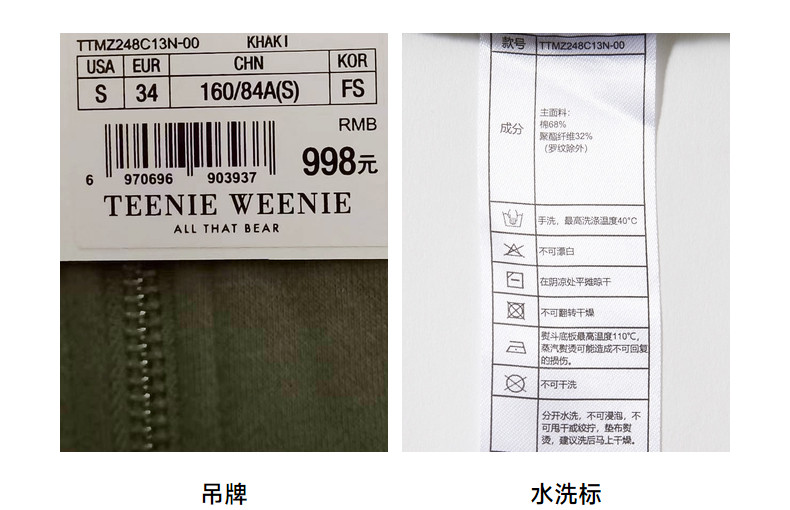 TTMZ248C13N-00 KHAKI
USA EUR CHN KOR
S 34 160/84A(S) FS
RMB
998元
6 970696 903937
TEENIE WEENIE
ALL THAT BEAR
款号 TTMZ248C13N-00
成分
主面料:
棉68%
聚酯纤维32%
(罗纹除外)
手洗，最高洗涤温度40°C
不可漂白
在阴凉处平摊晾干
不可翻转干燥
熨斗底板最高温度110℃，
蒸汽熨烫可能造成不可回复
的损伤。
不可干洗
分开水洗，不可浸泡，不
可甩干或绞拧，垫布熨
烫，建议洗后马上干燥。
吊牌
水洗标